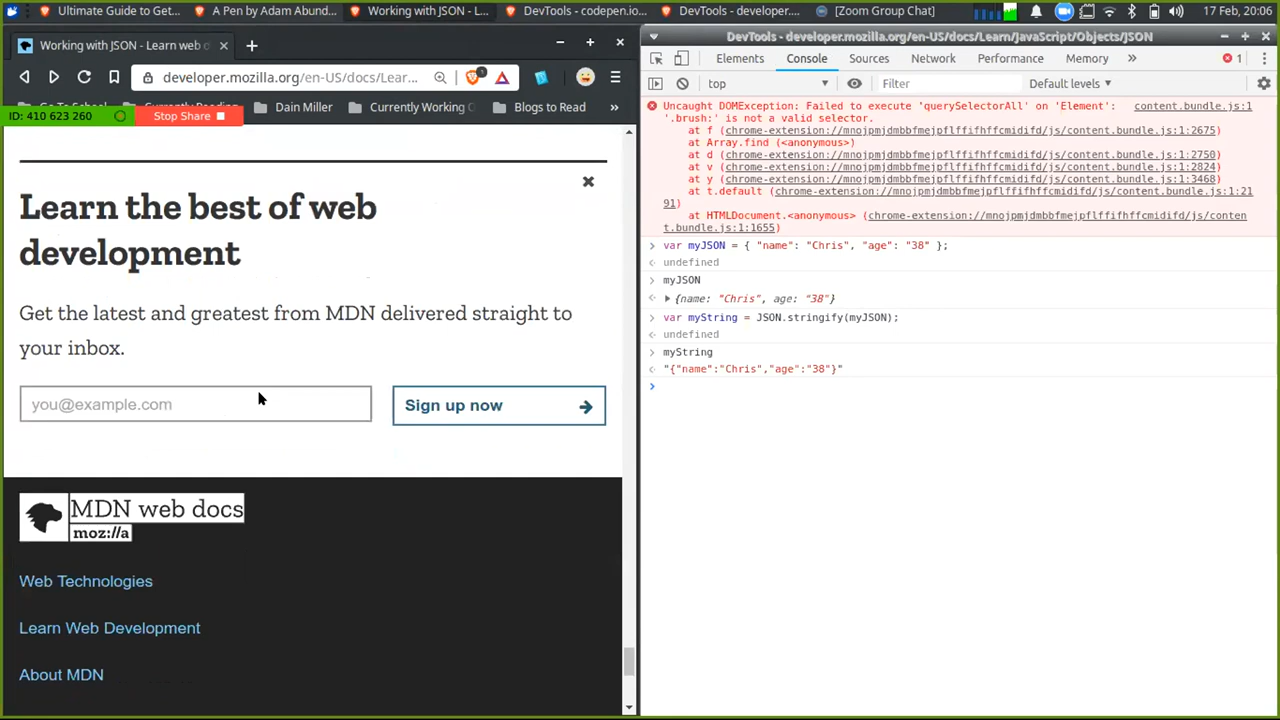 Ultimate Guide to Get... A Pen by Adam Abund... Working with JSON - L... DevTools - codepen.io... DevTools - developer.... [Zoom Group Chat] 17 Feb, 20:06
Working with JSON - Learn web d
developer.mozilla.org/en-US/docs/Lear... 1
Go To School Currently Reading Dain Miller Currently Working Blogs to Read »
ID: 410 623 260 Stop Share
Learn the best of web
development
Get the latest and greatest from MDN delivered straight to
your inbox.
you@example.com Sign up now
MDN web docs
moz://a
Web Technologies
Learn Web Development
About MDN
DevTools - developer.mozilla.org/en-US/docs/Learn/JavaScript/Objects/JSON
Elements Console Sources Network Performance Memory » 1
top Filter Default levels
Uncaught DOMException: Failed to execute 'querySelectorAll' on 'Element': content.bundle.js:1
'.brush:' is not a valid selector.
at f (chrome-extension://mnojpmjdmbbfmejpflffifhffcmidifd/js/content.bundle.js:1:2675)
at Array.find (<anonymous>)
at d (chrome-extension://mnojpmjdmbbfmejpflffifhffcmidifd/js/content.bundle.js:1:2750)
at v (chrome-extension://mnojpmjdmbbfmejpflffifhffcmidifd/js/content.bundle.js:1:2824)
at y (chrome-extension://mnojpmjdmbbfmejpflffifhffcmidifd/js/content.bundle.js:1:3468)
at t.default (chrome-extension://mnojpmjdmbbfmejpflffifhffcmidifd/js/content.bundle.js:1:21
91)
at HTMLDocument.<anonymous> (chrome-extension://mnojpmjdmbbfmejpflffifhffcmidifd/js/conten
t.bundle.js:1:1655)
var myJSON = { "name": "Chris", "age": "38" };
undefined
myJSON
{name: "Chris", age: "38"}
var myString = JSON.stringify(myJSON);
undefined
myString
"{"name":"Chris","age":"38"}"